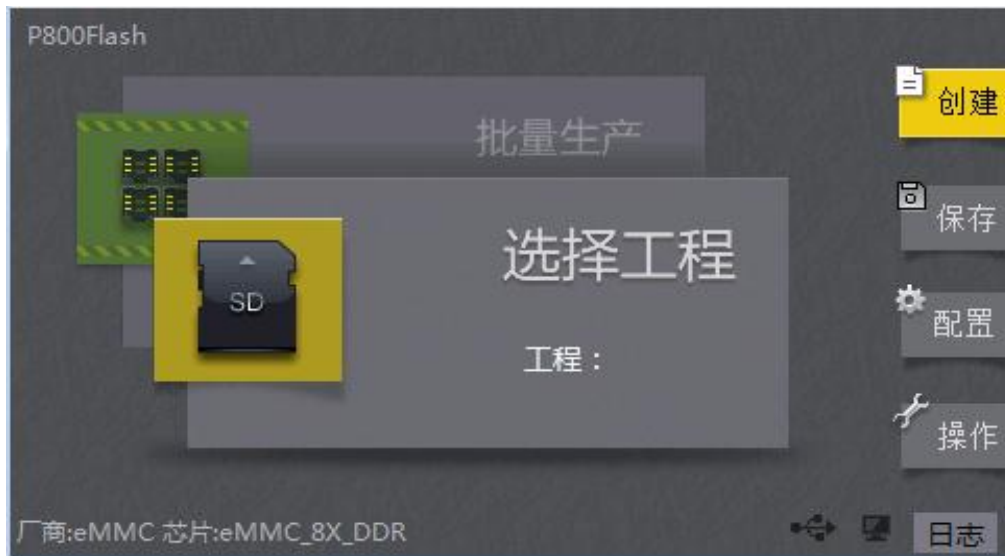 P800Flash
创建
批量生产
保存
选择工程
SD
配置
工程：
操作
厂商:eMMC 芯片:eMMC_8X_DDR
日志